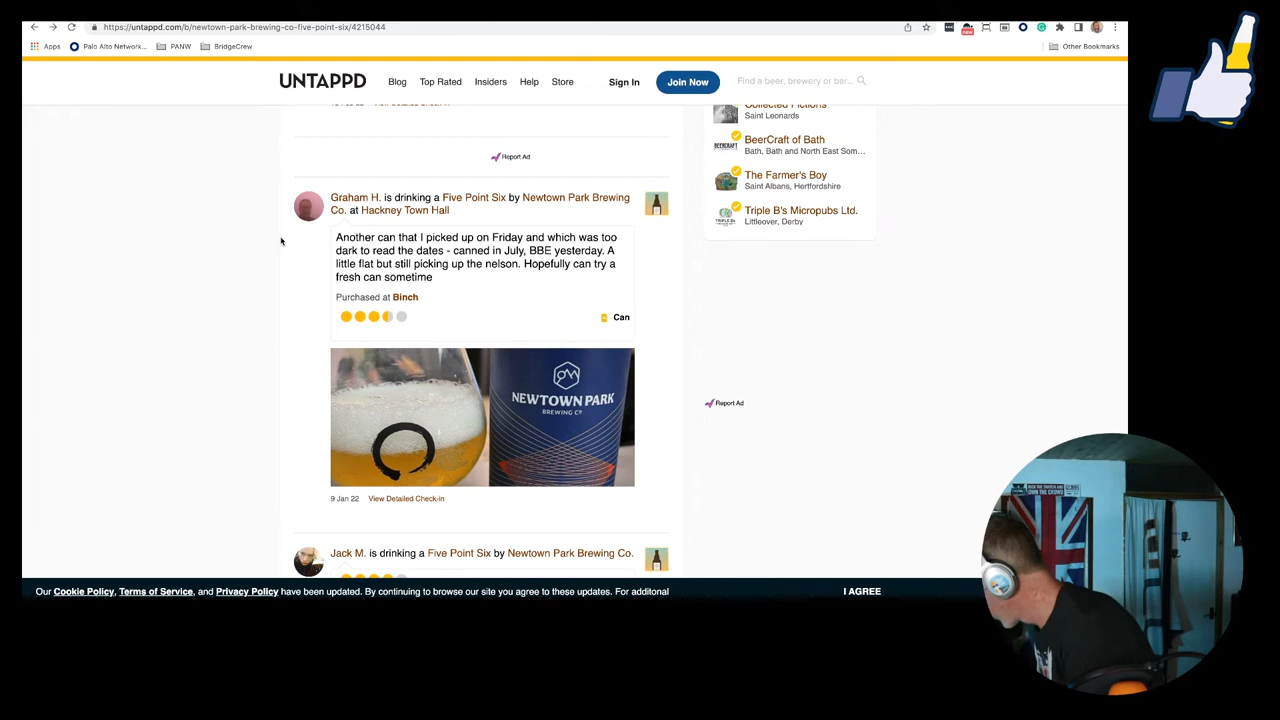 https://untappd.com/b/newtown-park-brewing-co-five-point-six/4215044
Apps Palo Alto Network... PANW BridgeCrew Other Bookmarks
new
UNTAPPD Blog Top Rated Insiders Help Store Sign In Join Now Find a beer, brewery or bar...
Collected Fictions
Saint Leonards
BEERCRAFT
BeerCraft of Bath
Bath, Bath and North East Som...
The Farmer's Boy
Saint Albans, Hertfordshire
Triple B's Micropubs Ltd.
Littleover, Derby
Report Ad
Graham H. is drinking a Five Point Six by Newtown Park Brewing
Co. at Hackney Town Hall
Another can that I picked up on Friday and which was too
dark to read the dates - canned in July, BBE yesterday. A
little flat but still picking up the nelson. Hopefully can try a
fresh can sometime
Purchased at Binch
Can
NEWTOWN PARK
BREWING CO
9 Jan 22 View Detailed Check-in
Report Ad
Jack M. is drinking a Five Point Six by Newtown Park Brewing Co.
Our Cookie Policy, Terms of Service, and Privacy Policy have been updated. By continuing to browse our site you agree to these updates. For additonal
I AGREE